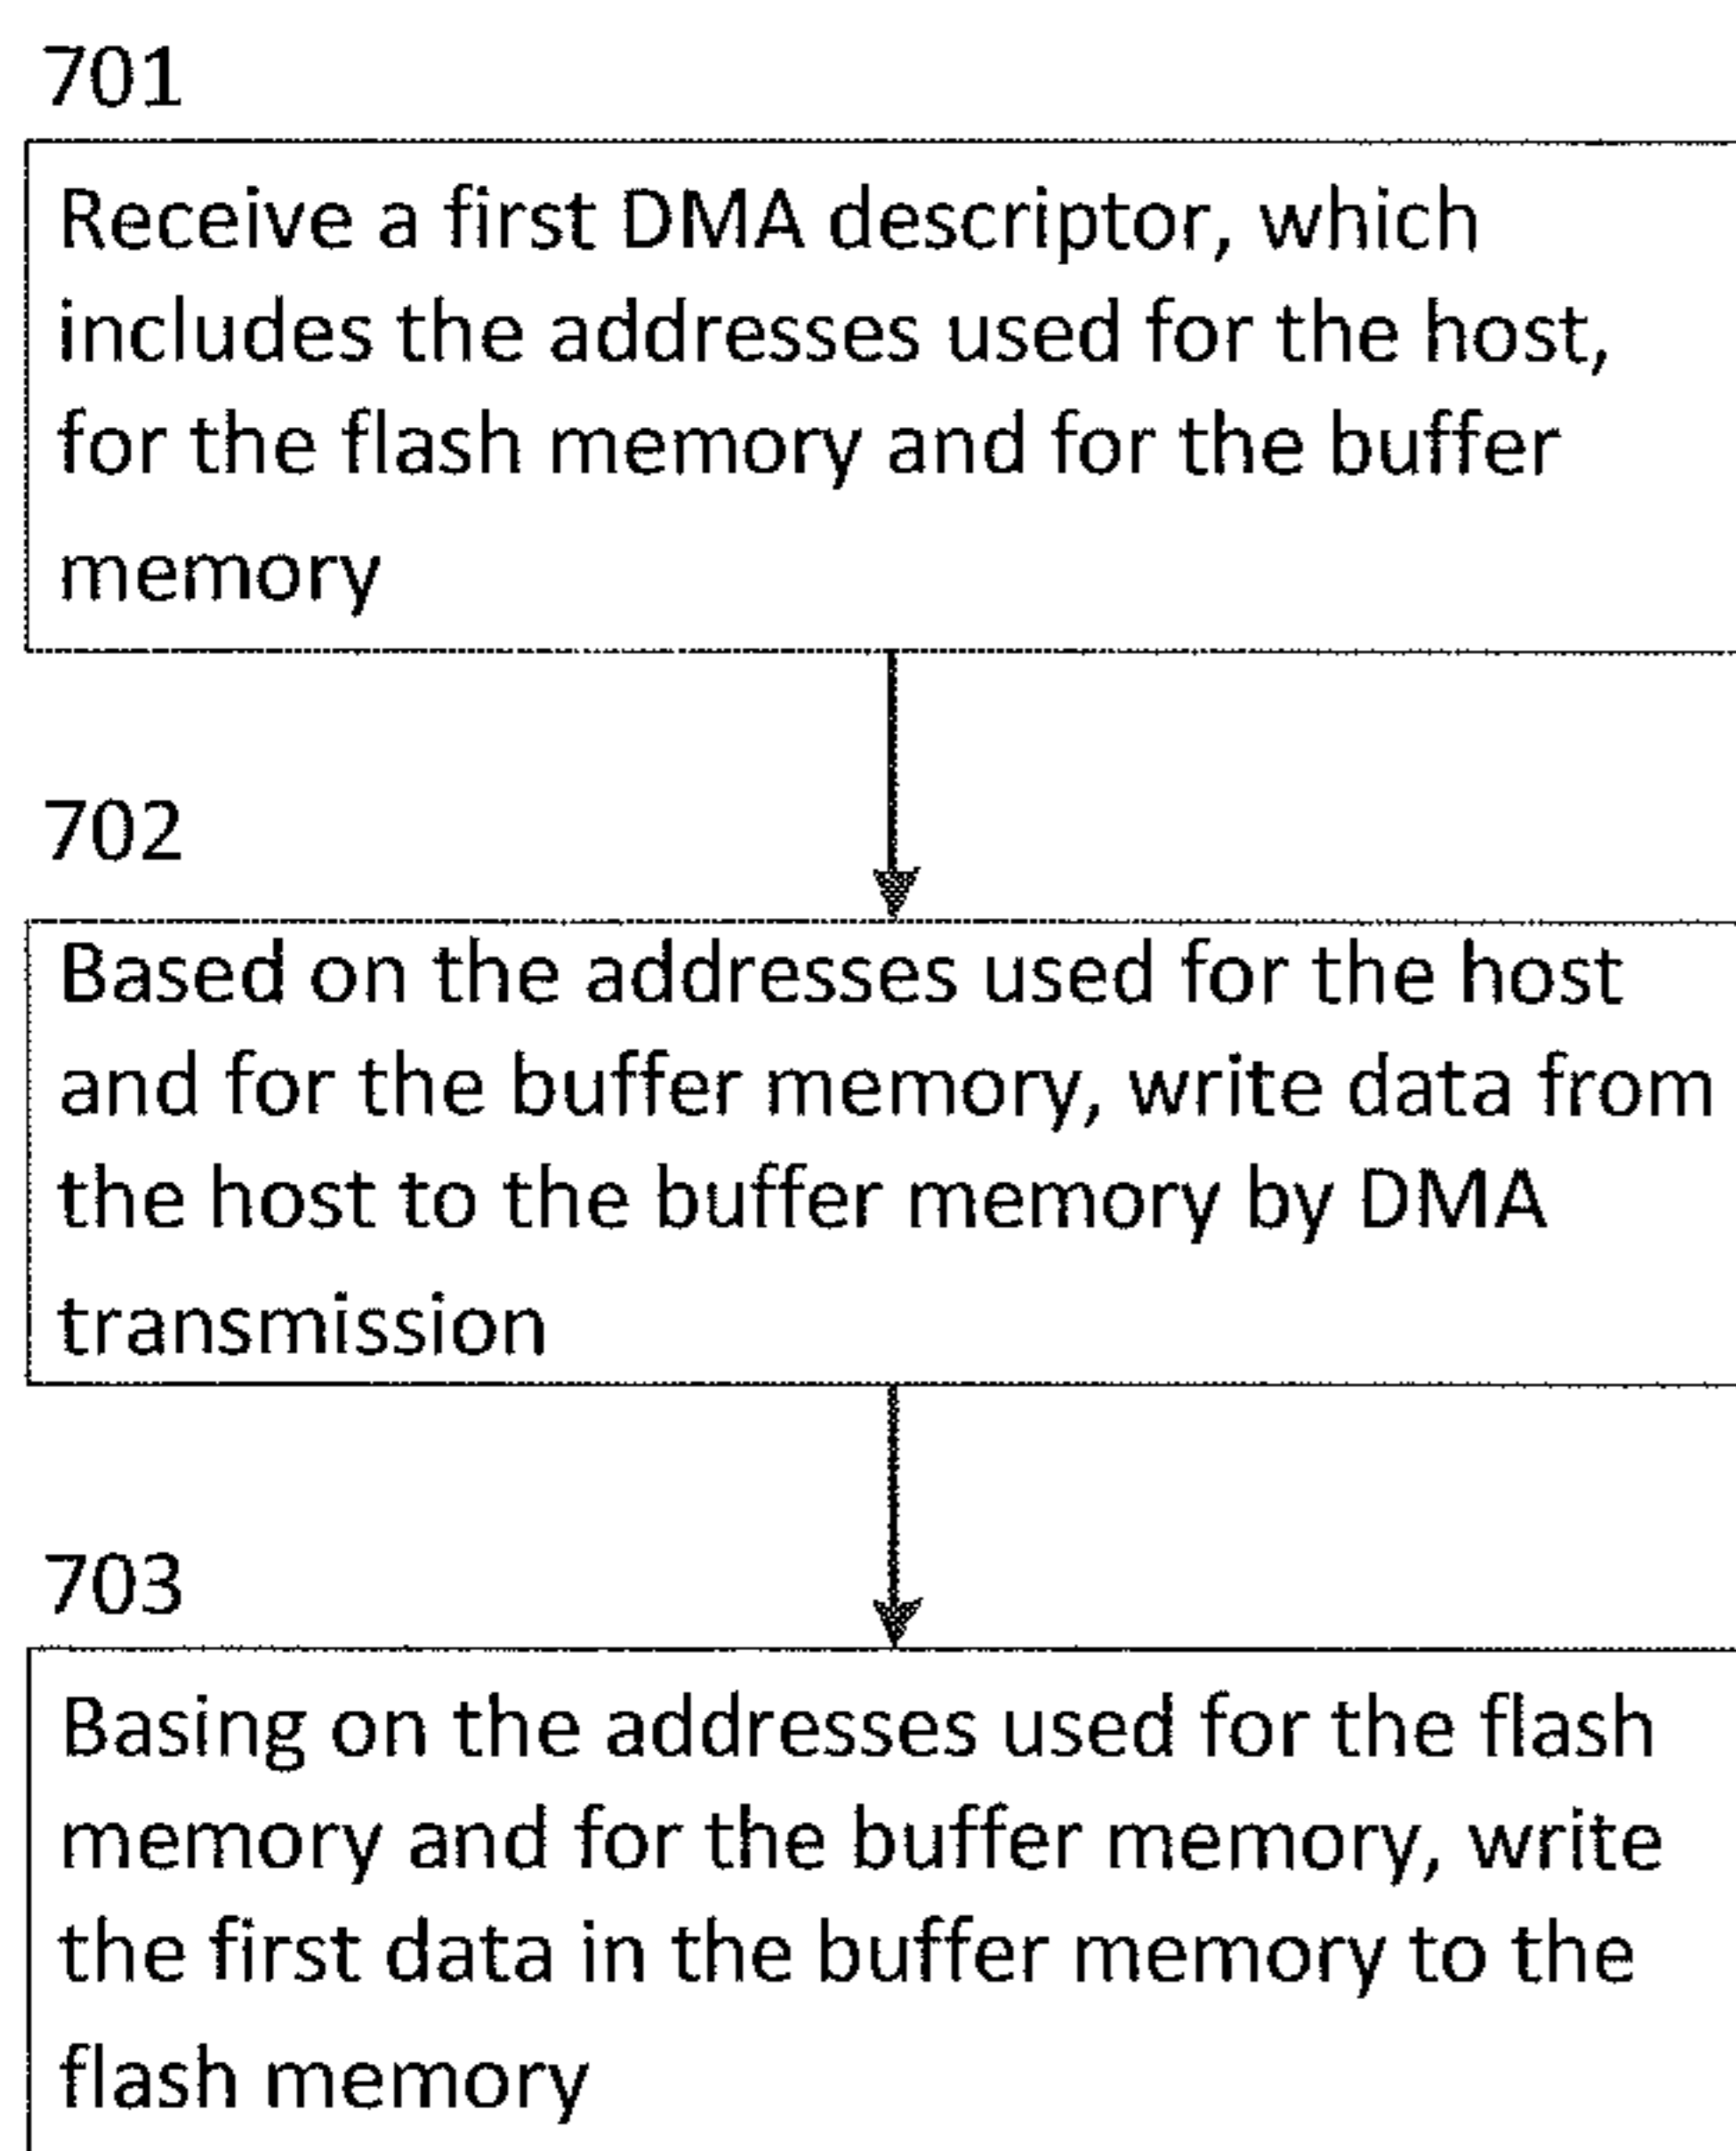 701
Receive a first DMA descriptor, which
includes the addresses used for the host,
for the flash memory and for the buffer
memory
702
Based on the addresses used for the host
and for the buffer memory, write data from
the host to the buffer memory by DMA
transmission
703
Basing on the addresses used for the flash
memory and for the buffer memory, write
the first data in the buffer memory to the
flash memory